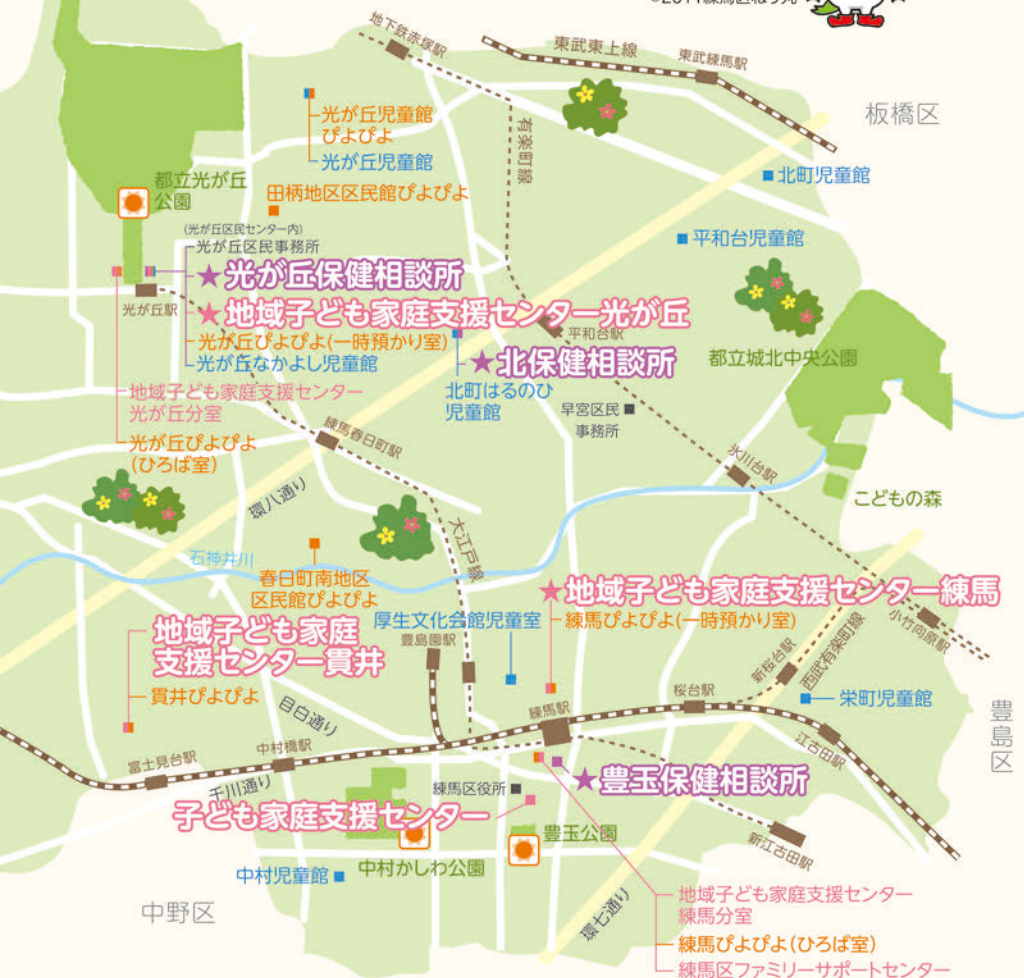 ©2011練馬区ねり丸
地下鉄赤塚駅
東武東上線
東武練馬駅
板橋区
光が丘児童館
ぴよぴよ
光が丘児童館
有楽町線
北町児童館
都立光が丘
公園
田柄地区区民館ぴよぴよ
(光が丘区民センター内)
光が丘区民事務所
平和台児童館
★光が丘保健相談所
光が丘駅
★地域子ども家庭支援センター光が丘
光が丘ぴよぴよ(一時預かり室)
平和台駅
光が丘なかよし児童館
★北保健相談所
都立城北中央公園
地域子ども家庭支援センター
光が丘分室
北町はるのひ
児童館
早宮区民
事務所
光が丘ぴよぴよ
(ひろば室)
練馬春日町駅
氷川台駅
環八通り
こどもの森
大江戸線
石神井川
春日町南地区
区民館ぴよぴよ
★地域子ども家庭支援センター練馬
練馬ぴよぴよ(一時預かり室)
厚生文化会館児童室
豊島園駅
小竹向原駅
地域子ども家庭
支援センター貫井
新桜台駅
西武有楽町線
貫井ぴよぴよ
桜台駅
栄町児童館
目白通り
練馬駅
豊島区
江古田駅
中村橋駅
富士見台駅
千川通り
練馬区役所
★豊玉保健相談所
子ども家庭支援センター
豊玉公園
新江古田駅
中村かしわ公園
中村児童館
中野区
環七通り
地域子ども家庭支援センター
練馬分室
練馬ぴよぴよ(ひろば室)
練馬区ファミリーサポートセンター